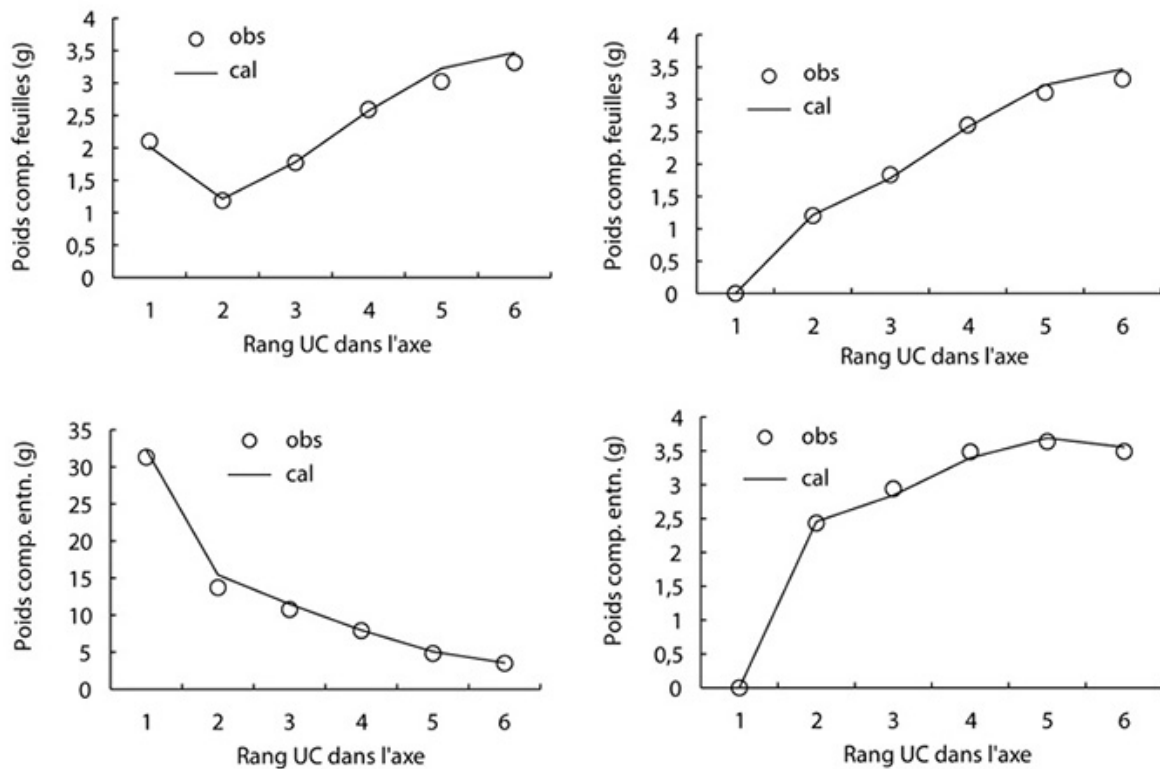 Poids comp. feuilles (g)
4
3,5
3
2,5
2
1,5
1
0,5
0
obs
cal
1 2 3 4 5 6
Rang UC dans l'axe
Poids comp. feuilles (g)
4
3,5
3
2,5
2
1,5
1
0,5
0
obs
cal
1 2 3 4 5 6
Rang UC dans l'axe
Poids comp. entn. (g)
35
30
25
20
15
10
5
0
obs
cal
1 2 3 4 5 6
Rang UC dans l'axe
Poids comp. entn. (g)
4
3,5
3
2,5
2
1,5
1
0,5
0
obs
cal
1 2 3 4 5 6
Rang UC dans l'axe